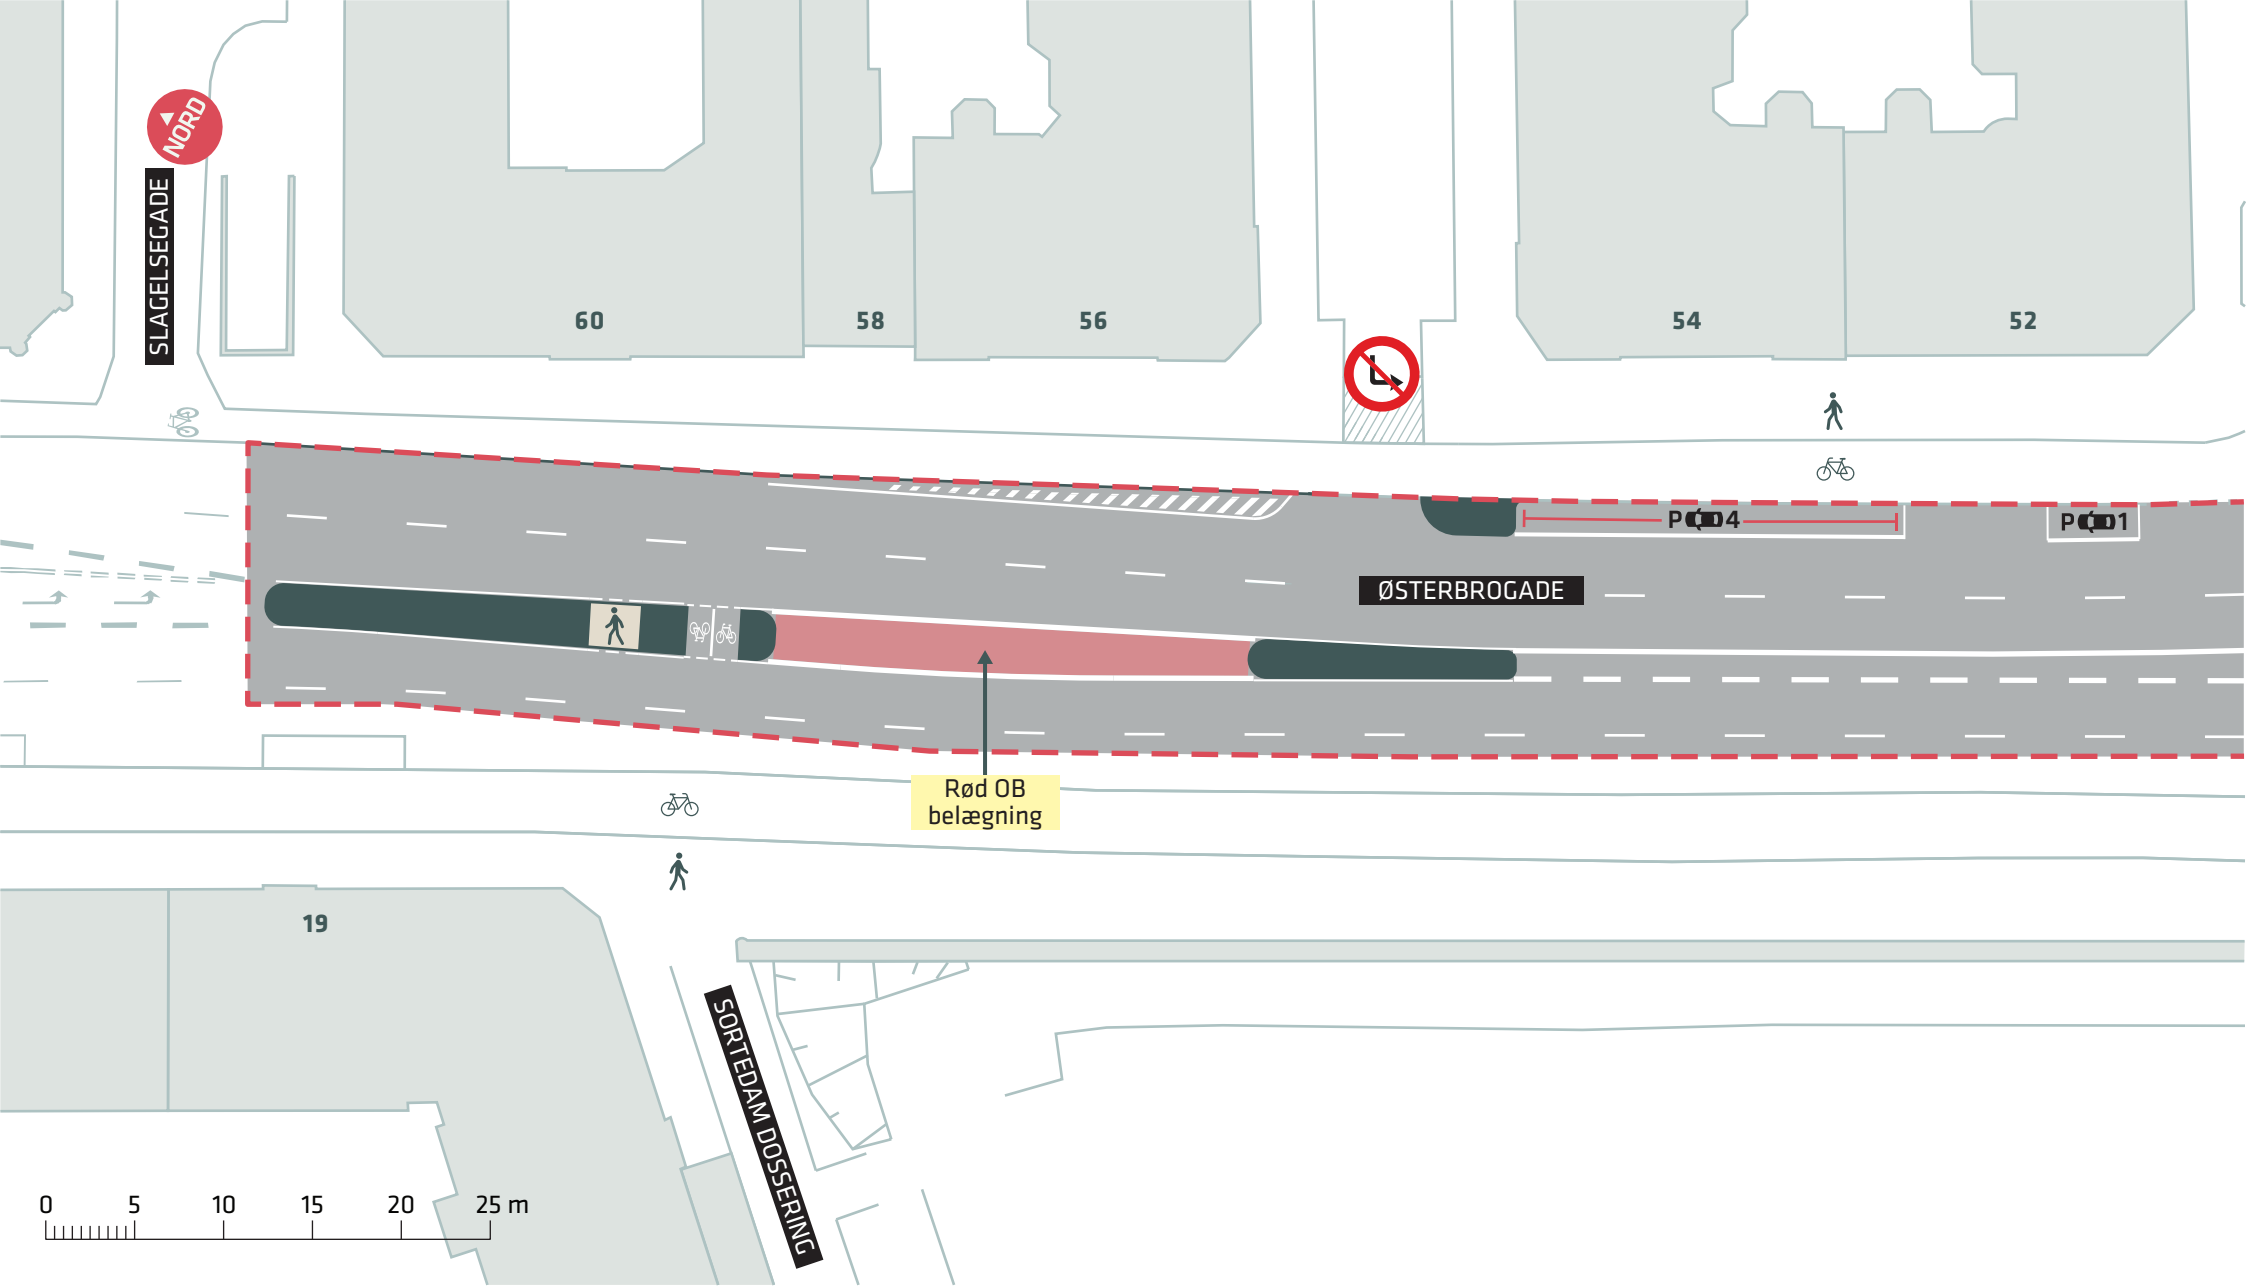 NORD
SLAGELSEGADE
60
58
56
54
52
P 4
P 1
ØSTERBROGADE
Rød OB
belægning
19
SORTEDAM DOSSERING
0 5 10 15 20 25 m